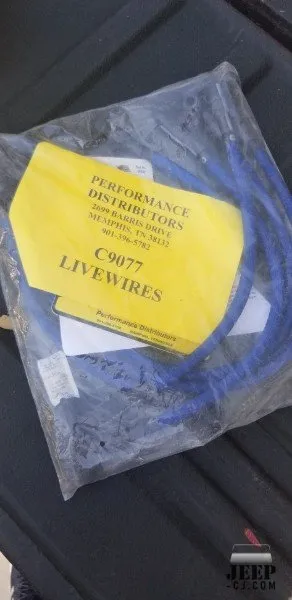 PERFORMANCE
DISTRIBUTORS
2699 BARRIS DRIVE
MEMPHIS, TN 38132
901-396-5782
C9077
LIVEWIRES
Performance Distributors
JEEP
-CJ.COM